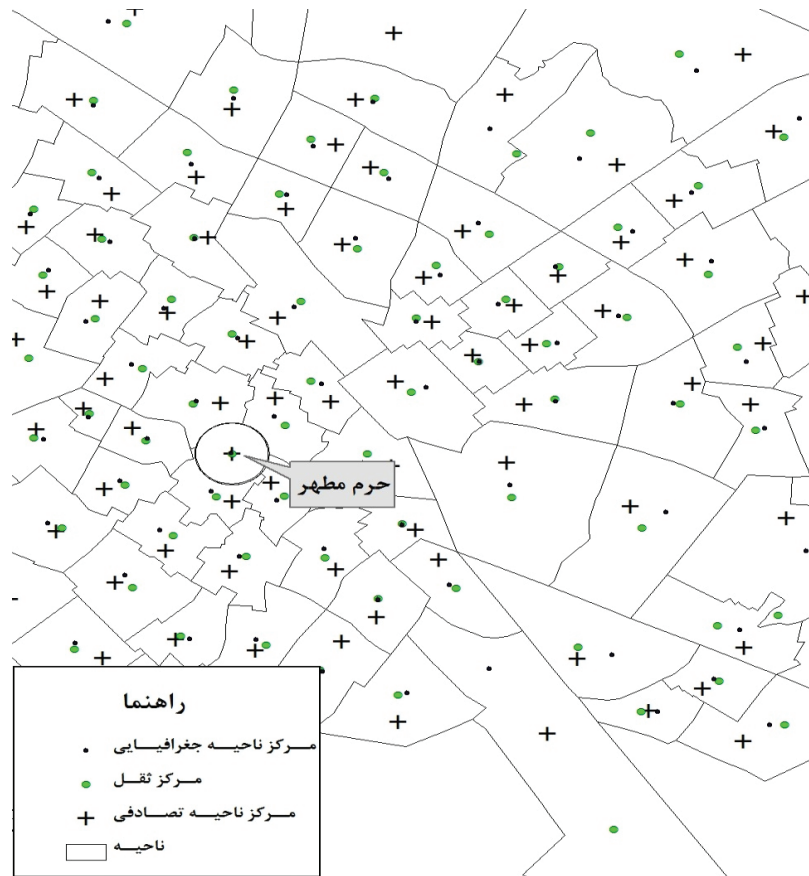 حرم مطهر
راهنما
مرکز ناحیه جغرافیایی
مرکز ثقل
مرکز ناحیه تصادفی
ناحیه